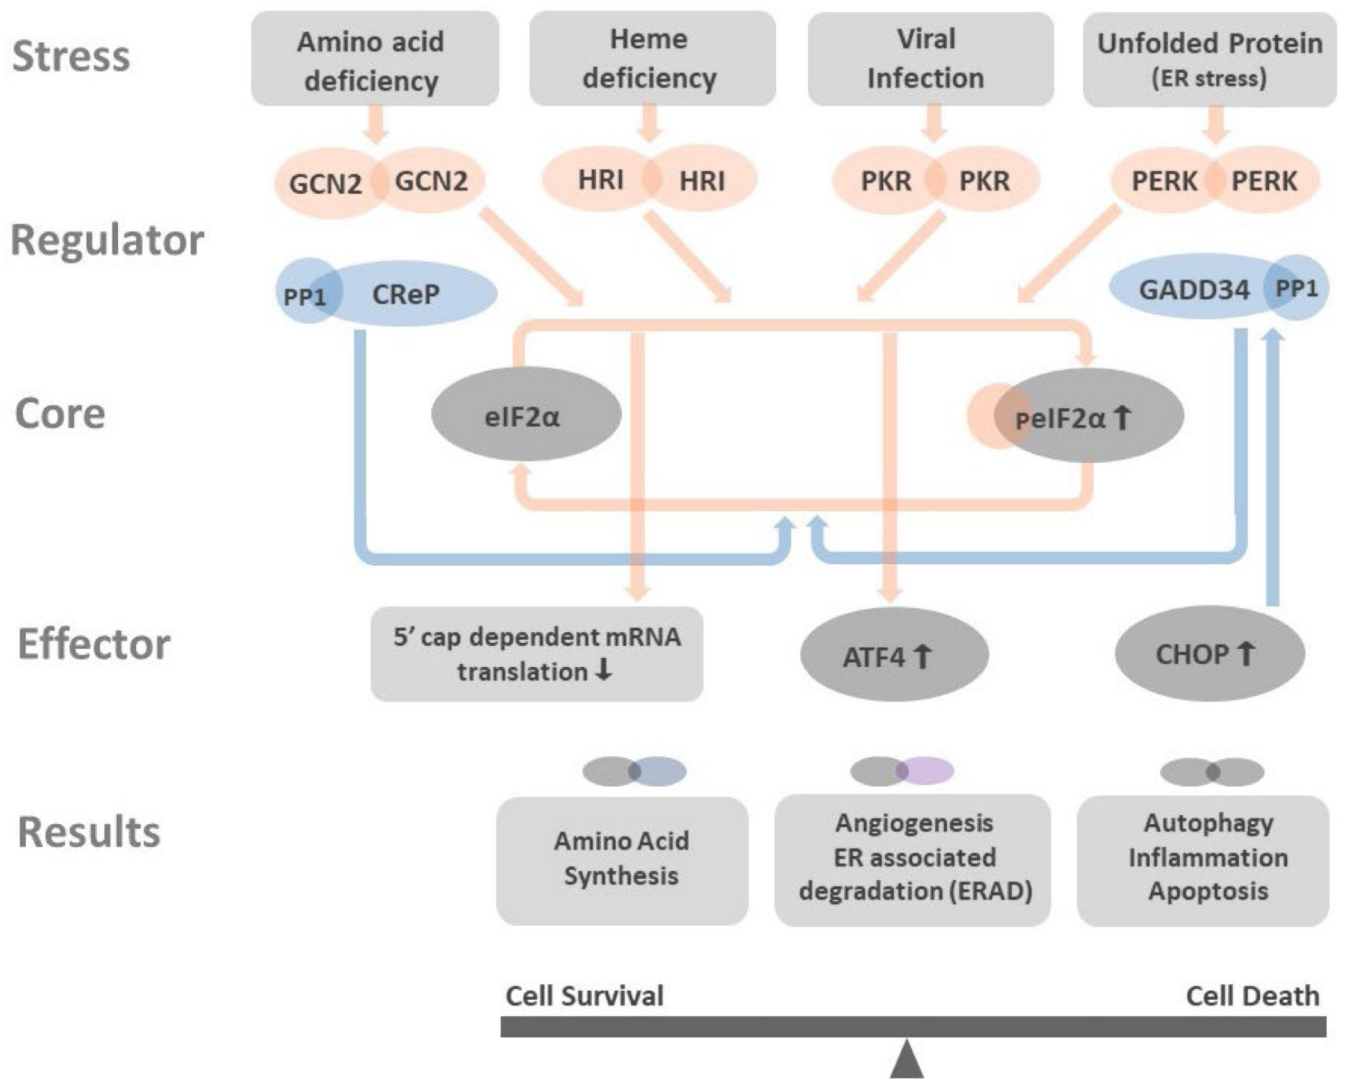 Stress
Amino acid
deficiency
Heme
deficiency
Viral
Infection
Unfolded Protein
(ER stress)
GCN2 GCN2
HRI HRI
PKR PKR
PERK PERK
Regulator
PP1 CReP
GADD34 PP1
Core
eIF2α
peIF2α ↑
Effector
5’ cap dependent mRNA
translation ↓
ATF4 ↑
CHOP ↑
Results
Amino Acid
Synthesis
Angiogenesis
ER associated
degradation (ERAD)
Autophagy
Inflammation
Apoptosis
Cell Survival
Cell Death